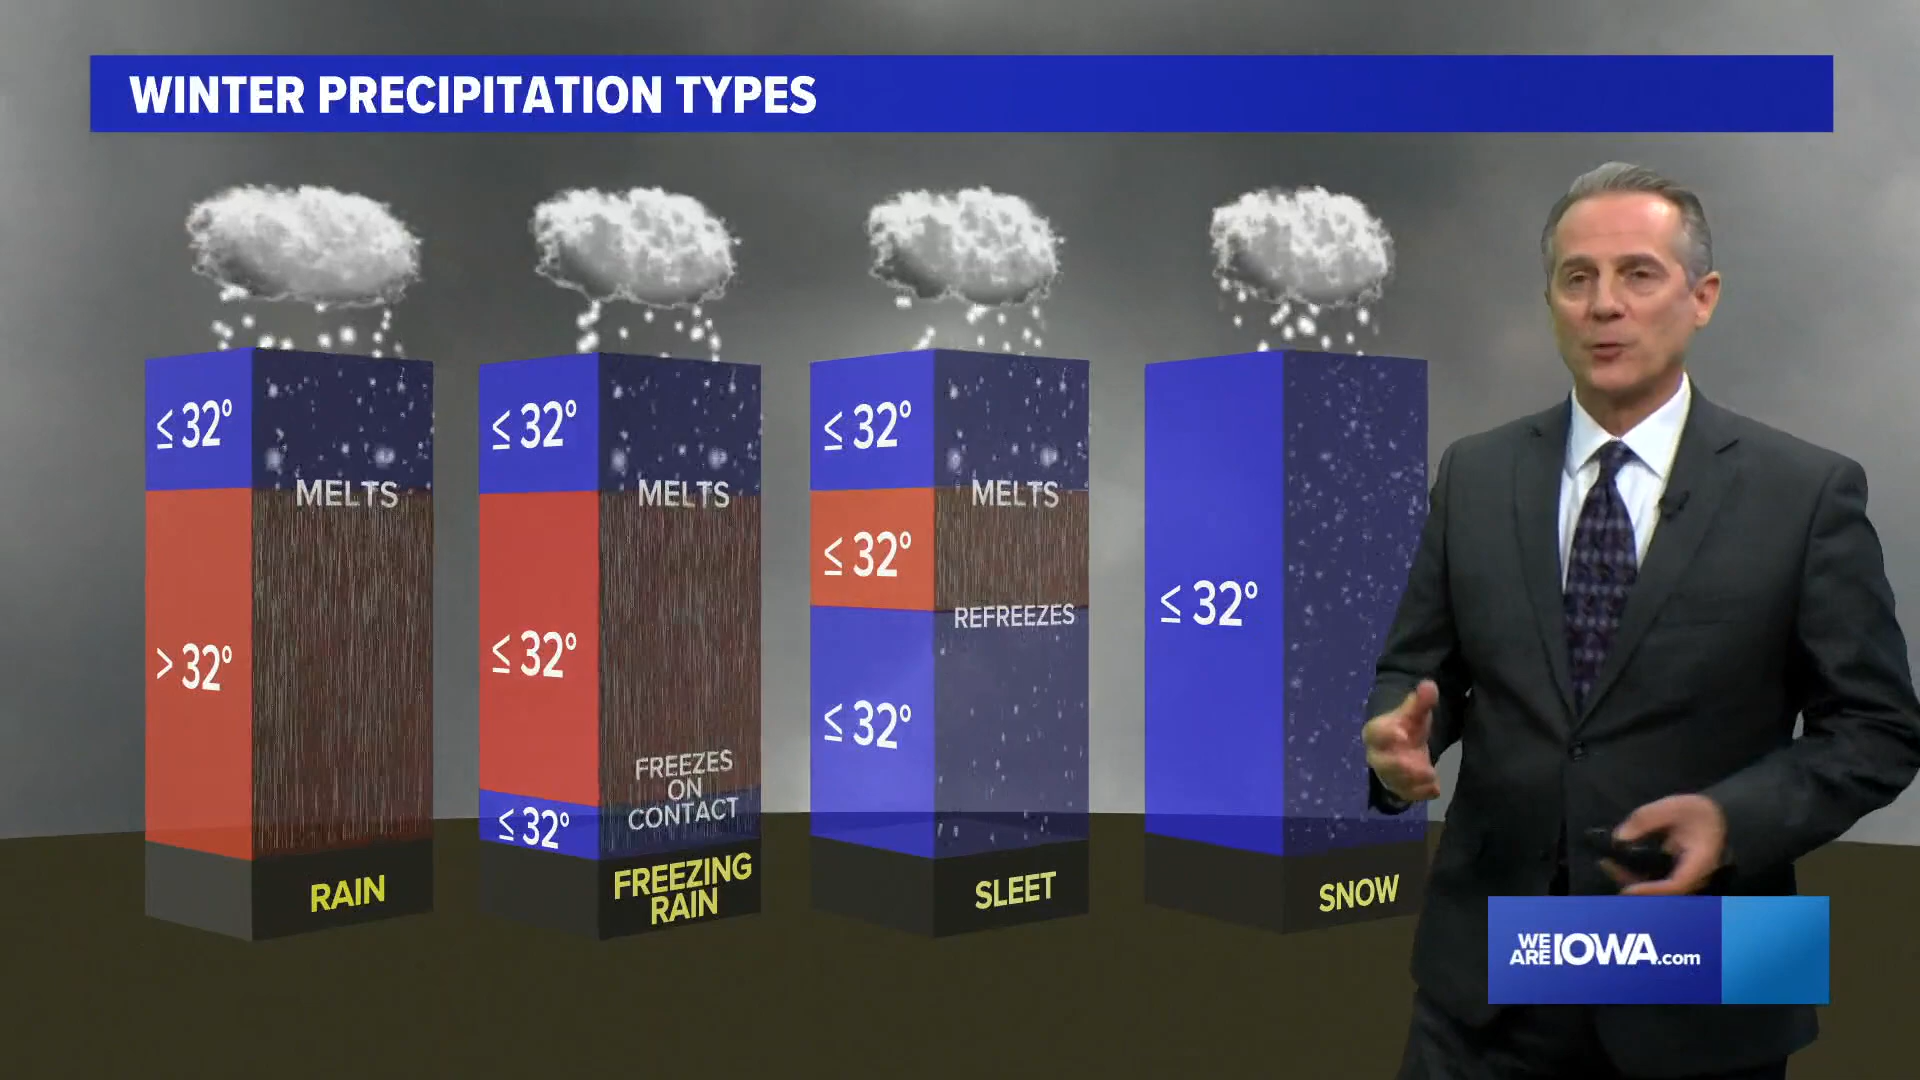 WINTER PRECIPITATION TYPES
≤ 32°
MELTS
> 32°
RAIN
≤ 32°
MELTS
≤ 32°
FREEZES
ON
CONTACT
≤ 32°
FREEZING
RAIN
≤ 32°
MELTS
≤ 32°
REFREEZES
≤ 32°
SLEET
≤ 32°
SNOW
WE
ARE IOWA.com